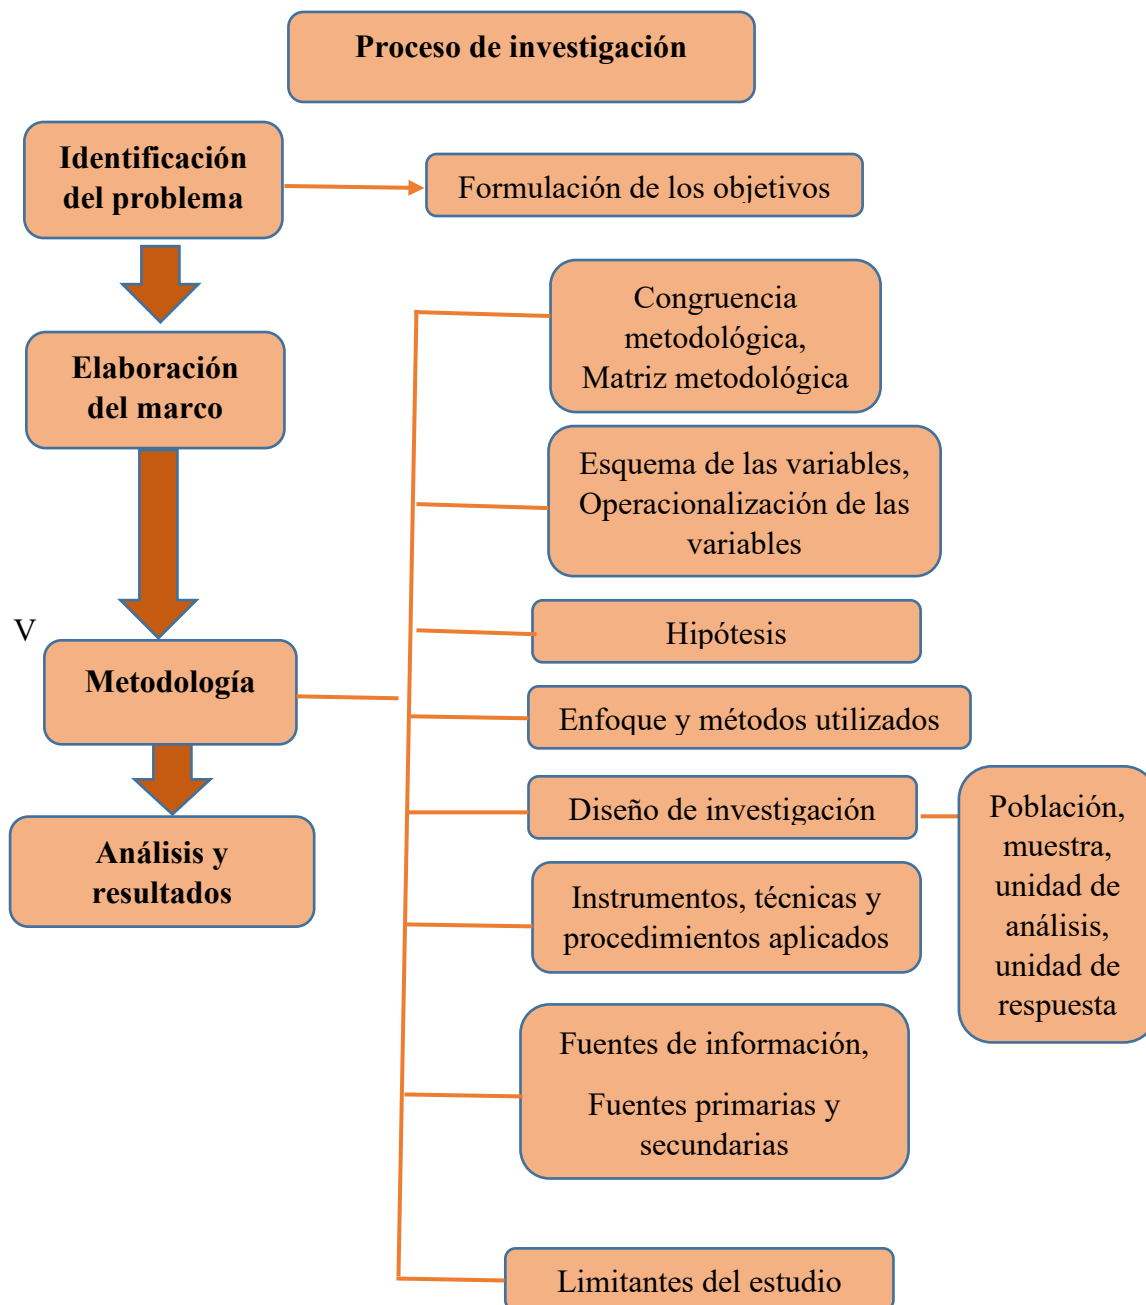 Proceso de investigación
Identificación
del problema
Formulación de los objetivos
Congruencia
metodológica,
Matriz metodológica
Elaboración
del marco
Esquema de las variables,
Operacionalización de las
variables
V
Hipótesis
Metodología
Enfoque y métodos utilizados
Diseño de investigación
Población,
muestra,
unidad de
análisis,
unidad de
respuesta
Análisis y
resultados
Instrumentos, técnicas y
procedimientos aplicados
Fuentes de información,
Fuentes primarias y
secundarias
Limitantes del estudio